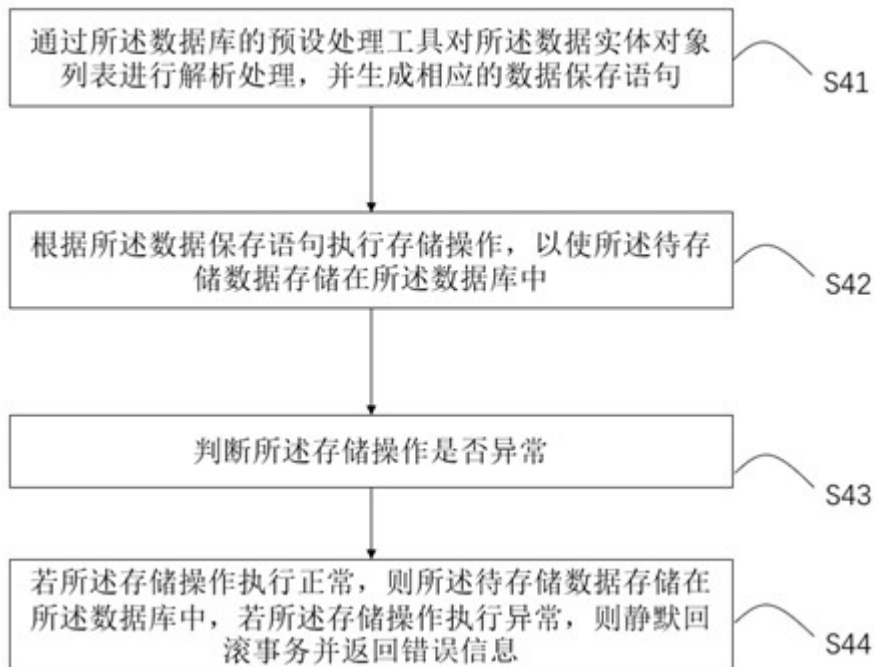 通过所述数据库的预设处理工具对所述数据实体对象
列表进行解析处理，并生成相应的数据保存语句
S41
根据所述数据保存语句执行存储操作，以使所述待存
储数据存储在所述数据库中
S42
判断所述存储操作是否异常
S43
若所述存储操作执行正常，则所述待存储数据存储在
所述数据库中，若所述存储操作执行异常，则静默回
滚事务并返回错误信息
S44